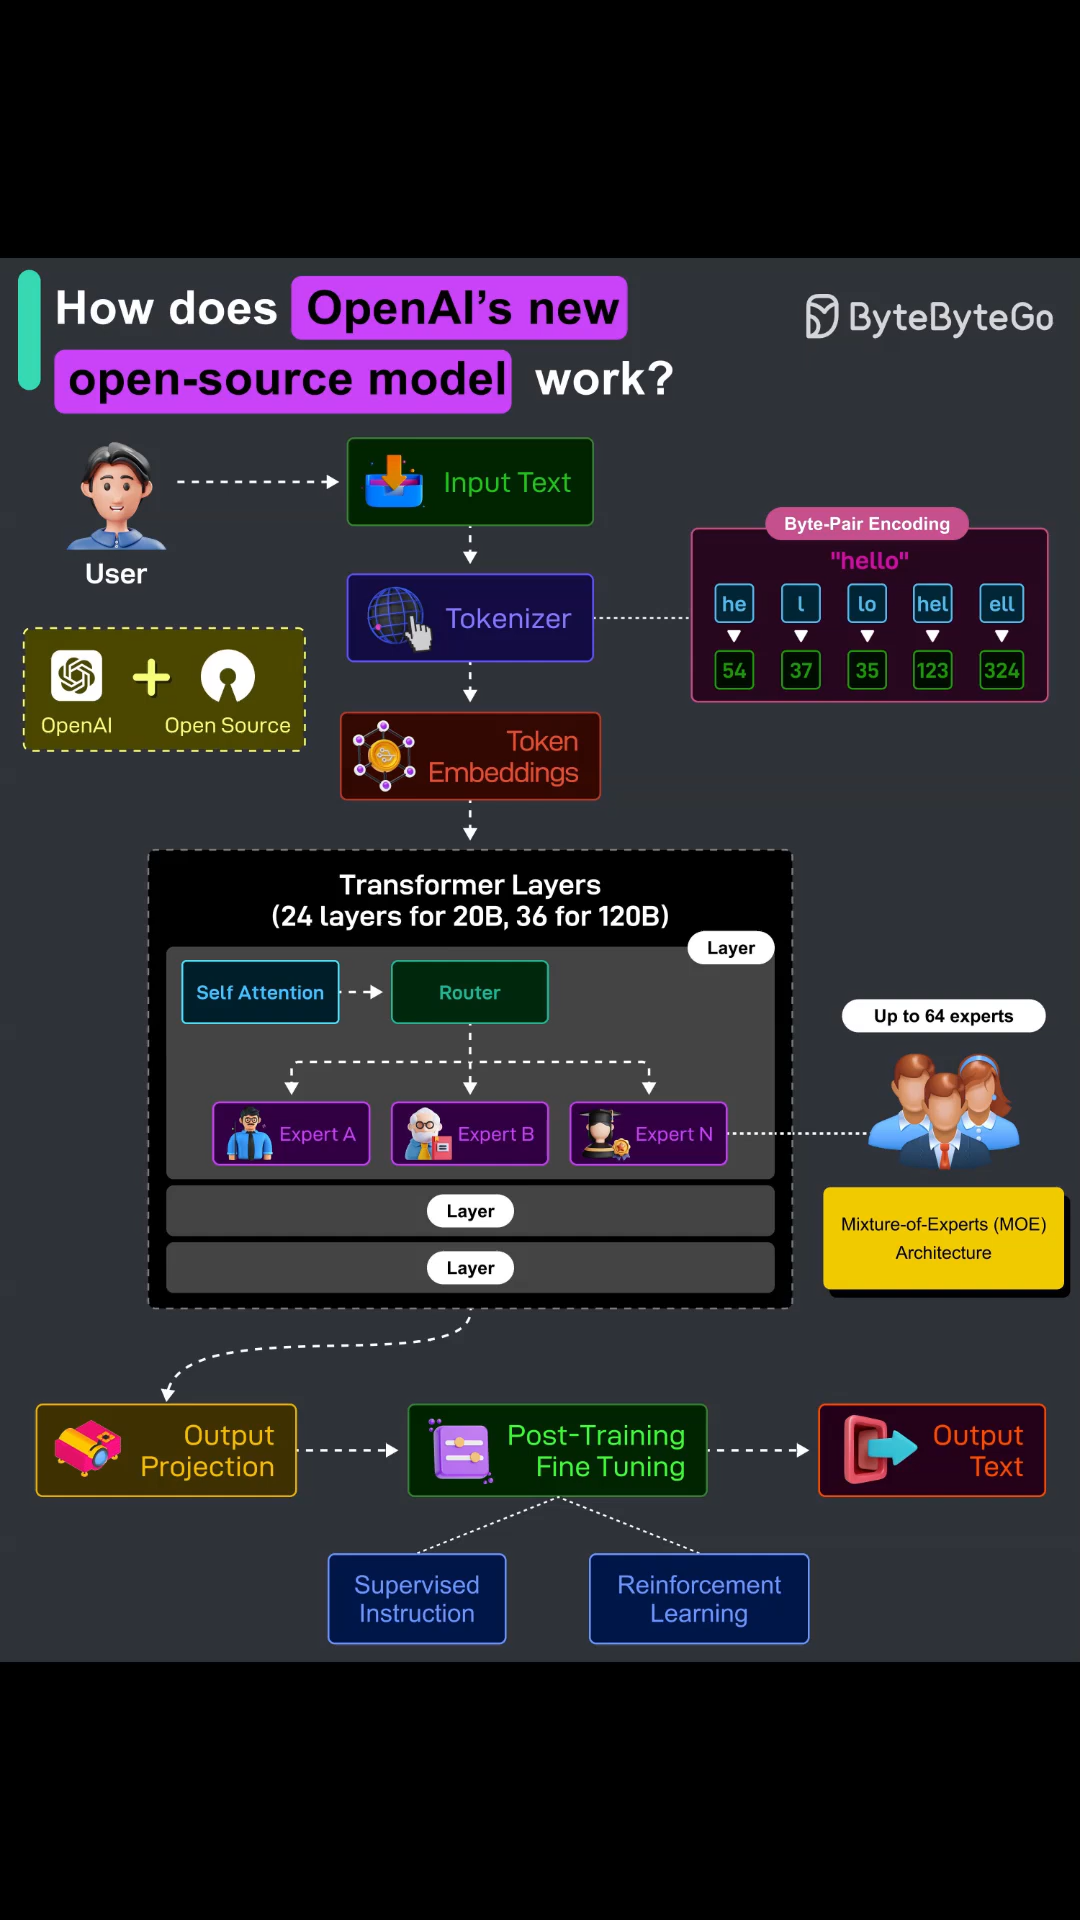 How does OpenAI's new
open-source model work?
ByteByteGo
User
Input Text
Tokenizer
Byte-Pair Encoding
"hello"
he l lo hel ell
54 37 35 123 324
OpenAI
Open Source
Token
Embeddings
Transformer Layers
(24 layers for 20B, 36 for 120B)
Layer
Self Attention
Router
Expert A
Expert B
Expert N
Up to 64 experts
Mixture-of-Experts (MOE)
Architecture
Layer
Layer
Output
Projection
Post-Training
Fine Tuning
Output
Text
Supervised
Instruction
Reinforcement
Learning